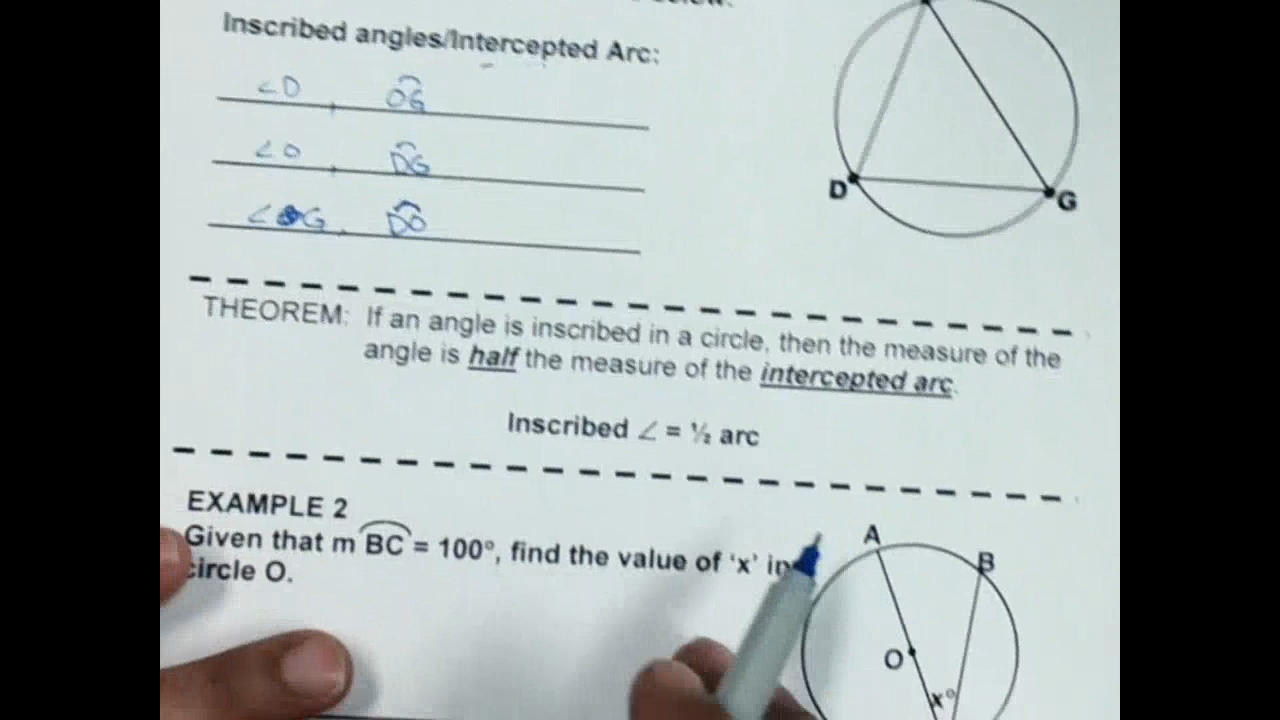 Inscribed angles/Intercepted Arc:
∠D , OG
∠O , DG
∠G , DO
D
G
THEOREM: If an angle is inscribed in a circle, then the measure of the
angle is half the measure of the intercepted arc.
Inscribed ∠ = ½ arc
EXAMPLE 2
Given that m BC = 100°, find the value of ‘x’ in
circle O.
A
B
O
x°